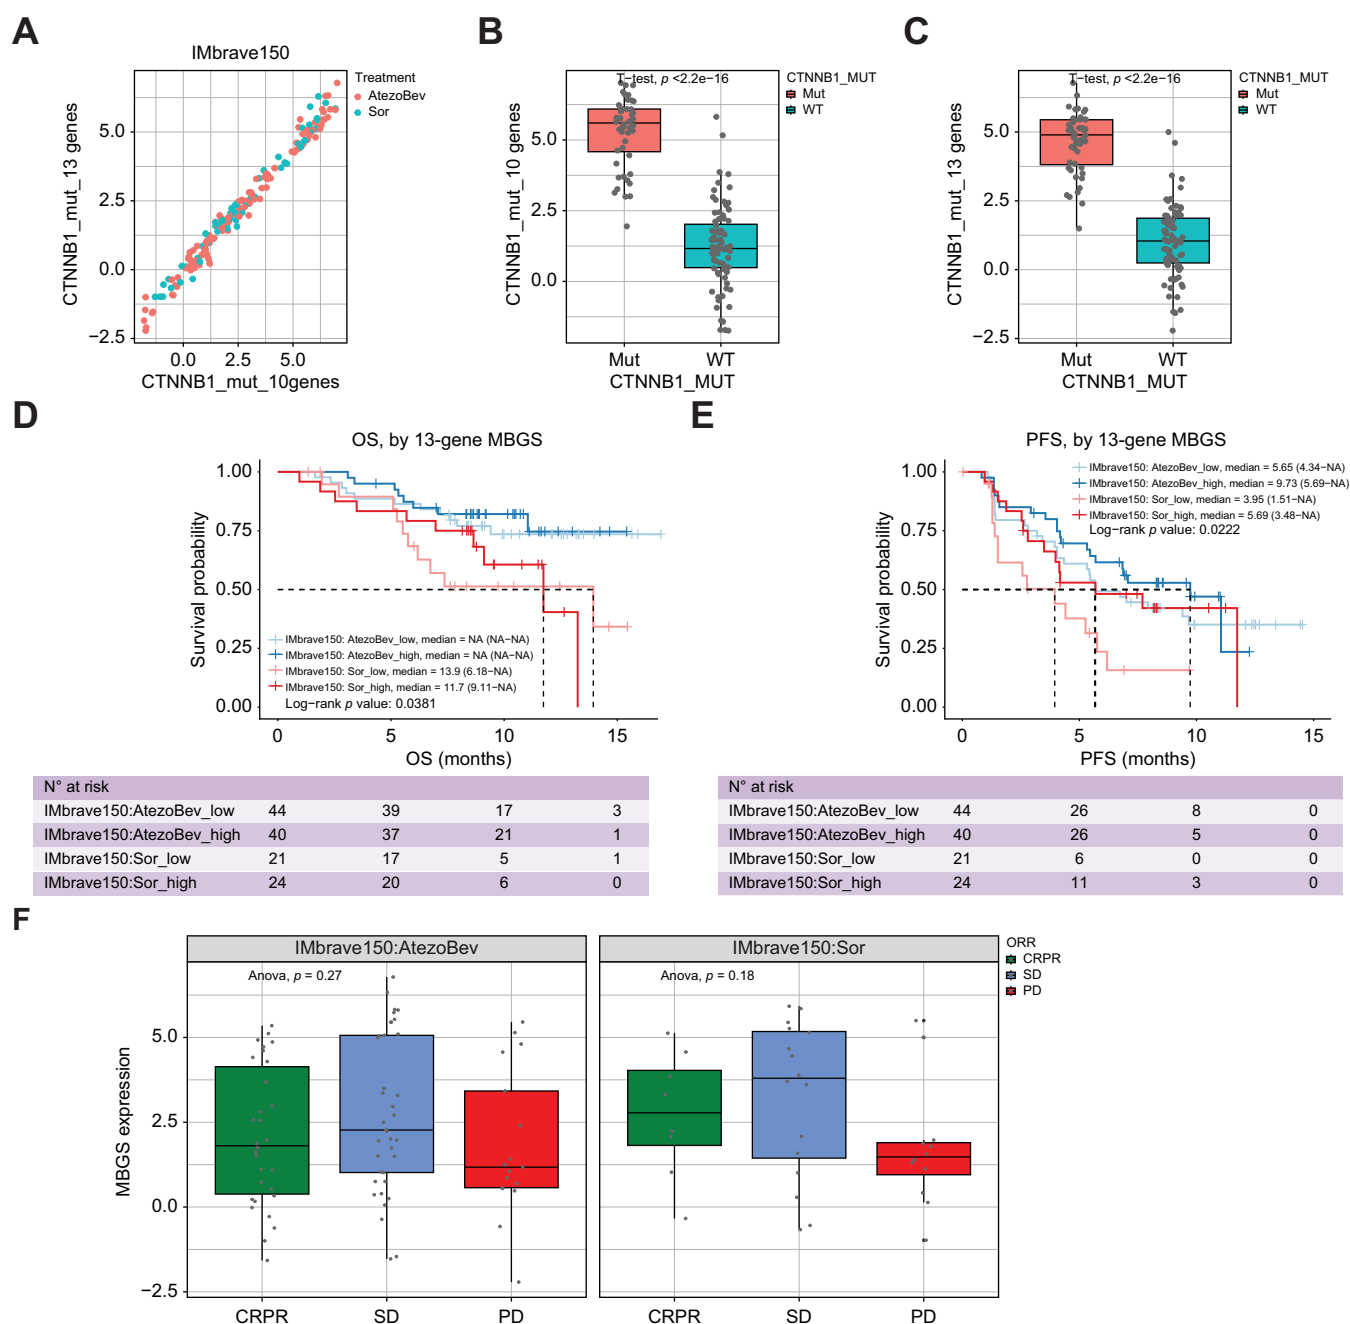 A
IMbrave150
CTNNB1_mut_13 genes
5.0
2.5
0.0
−2.5
0.0 2.5 5.0
CTNNB1_mut_10genes
Treatment
AtezoBev
Sor
B
T−test, p <2.2e−16
CTNNB1_mut_10 genes
5.0
2.5
0.0
Mut WT
CTNNB1_MUT
CTNNB1_MUT
Mut
WT
C
T−test, p <2.2e−16
CTNNB1_mut_13 genes
5.0
2.5
0.0
−2.5
Mut WT
CTNNB1_MUT
CTNNB1_MUT
Mut
WT
D
OS, by 13-gene MBGS
Survival probability
1.00
0.75
0.50
0.25
0.00
IMbrave150: AtezoBev_low, median = NA (NA−NA)
IMbrave150: AtezoBev_high, median = NA (NA−NA)
IMbrave150: Sor_low, median = 13.9 (6.18−NA)
IMbrave150: Sor_high, median = 11.7 (9.11−NA)
Log−rank p value: 0.0381
0 5 10 15
OS (months)
N° at risk
IMbrave150:AtezoBev_low 44 39 17 3
IMbrave150:AtezoBev_high 40 37 21 1
IMbrave150:Sor_low 21 17 5 1
IMbrave150:Sor_high 24 20 6 0
E
PFS, by 13-gene MBGS
Survival probability
1.00
0.75
0.50
0.25
0.00
IMbrave150: AtezoBev_low, median = 5.65 (4.34−NA)
IMbrave150: AtezoBev_high, median = 9.73 (5.69−NA)
IMbrave150: Sor_low, median = 3.95 (1.51−NA)
IMbrave150: Sor_high, median = 5.69 (3.48−NA)
Log−rank p value: 0.0222
0 5 10 15
PFS (months)
N° at risk
IMbrave150:AtezoBev_low 44 26 8 0
IMbrave150:AtezoBev_high 40 26 5 0
IMbrave150:Sor_low 21 6 0 0
IMbrave150:Sor_high 24 11 3 0
F
IMbrave150:AtezoBev
IMbrave150:Sor
Anova, p = 0.27
Anova, p = 0.18
MBGS expression
5.0
2.5
0.0
−2.5
CRPR SD PD
CRPR SD PD
ORR
CRPR
SD
PD